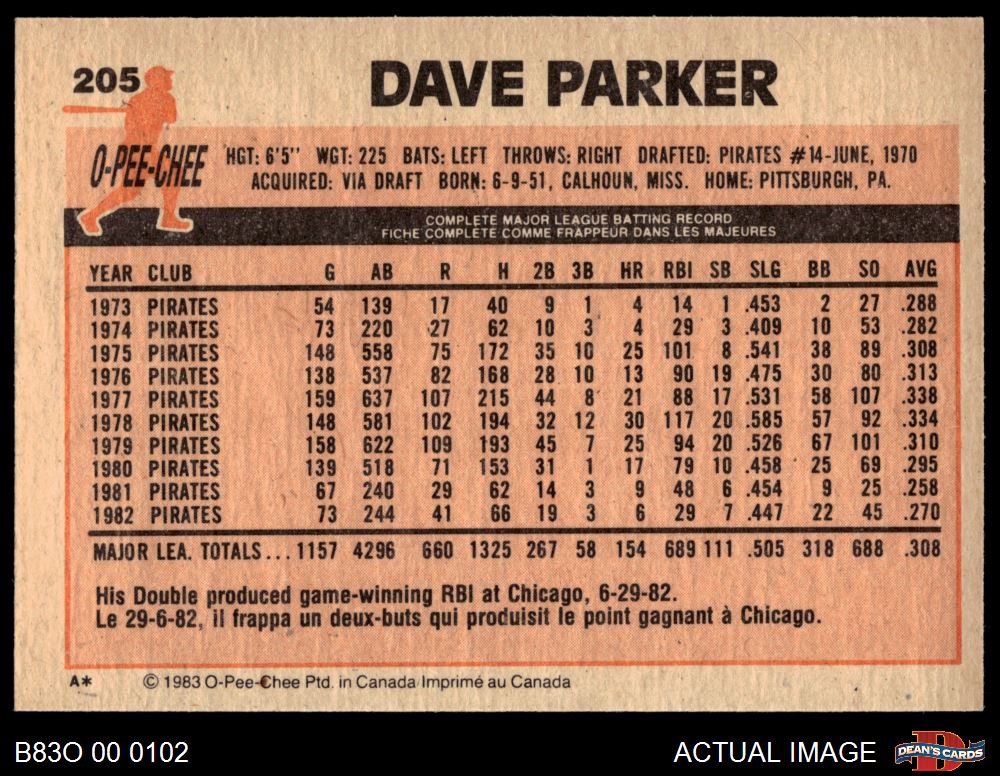 205
DAVE PARKER
O-PEE-CHEE
HGT: 6'5" WGT: 225 BATS: LEFT THROWS: RIGHT DRAFTED: PIRATES #14-JUNE, 1970
ACQUIRED: VIA DRAFT BORN: 6-9-51, CALHOUN, MISS. HOME: PITTSBURGH, PA.
COMPLETE MAJOR LEAGUE BATTING RECORD
FICHE COMPLÈTE COMME FRAPPEUR DANS LES MAJEURES
YEAR CLUB G AB R H 2B 3B HR RBI SB SLG BB SO AVG
1973 PIRATES 54 139 17 40 9 1 4 14 1 .453 2 27 .288
1974 PIRATES 73 220 27 62 10 3 4 29 3 .409 10 53 .282
1975 PIRATES 148 558 75 172 35 10 25 101 8 .541 38 89 .308
1976 PIRATES 138 537 82 168 28 10 13 90 19 .475 30 80 .313
1977 PIRATES 159 637 107 215 44 8 21 88 17 .531 58 107 .338
1978 PIRATES 148 581 102 194 32 12 30 117 20 .585 57 92 .334
1979 PIRATES 158 622 109 193 45 7 25 94 20 .526 67 101 .310
1980 PIRATES 139 518 71 153 31 1 17 79 10 .458 25 69 .295
1981 PIRATES 67 240 29 62 14 3 9 48 6 .454 9 25 .258
1982 PIRATES 73 244 41 66 19 3 6 29 7 .447 22 45 .270
MAJOR LEA. TOTALS... 1157 4296 660 1325 267 58 154 689 111 .505 318 688 .308
His Double produced game-winning RBI at Chicago, 6-29-82.
Le 29-6-82, il frappa un deux-buts qui produisit le point gagnant à Chicago.
A* © 1983 O-Pee-Chee Ptd. in Canada/Imprimé au Canada
B83O 00 0102
ACTUAL IMAGE
D
DEAN'S CARDS